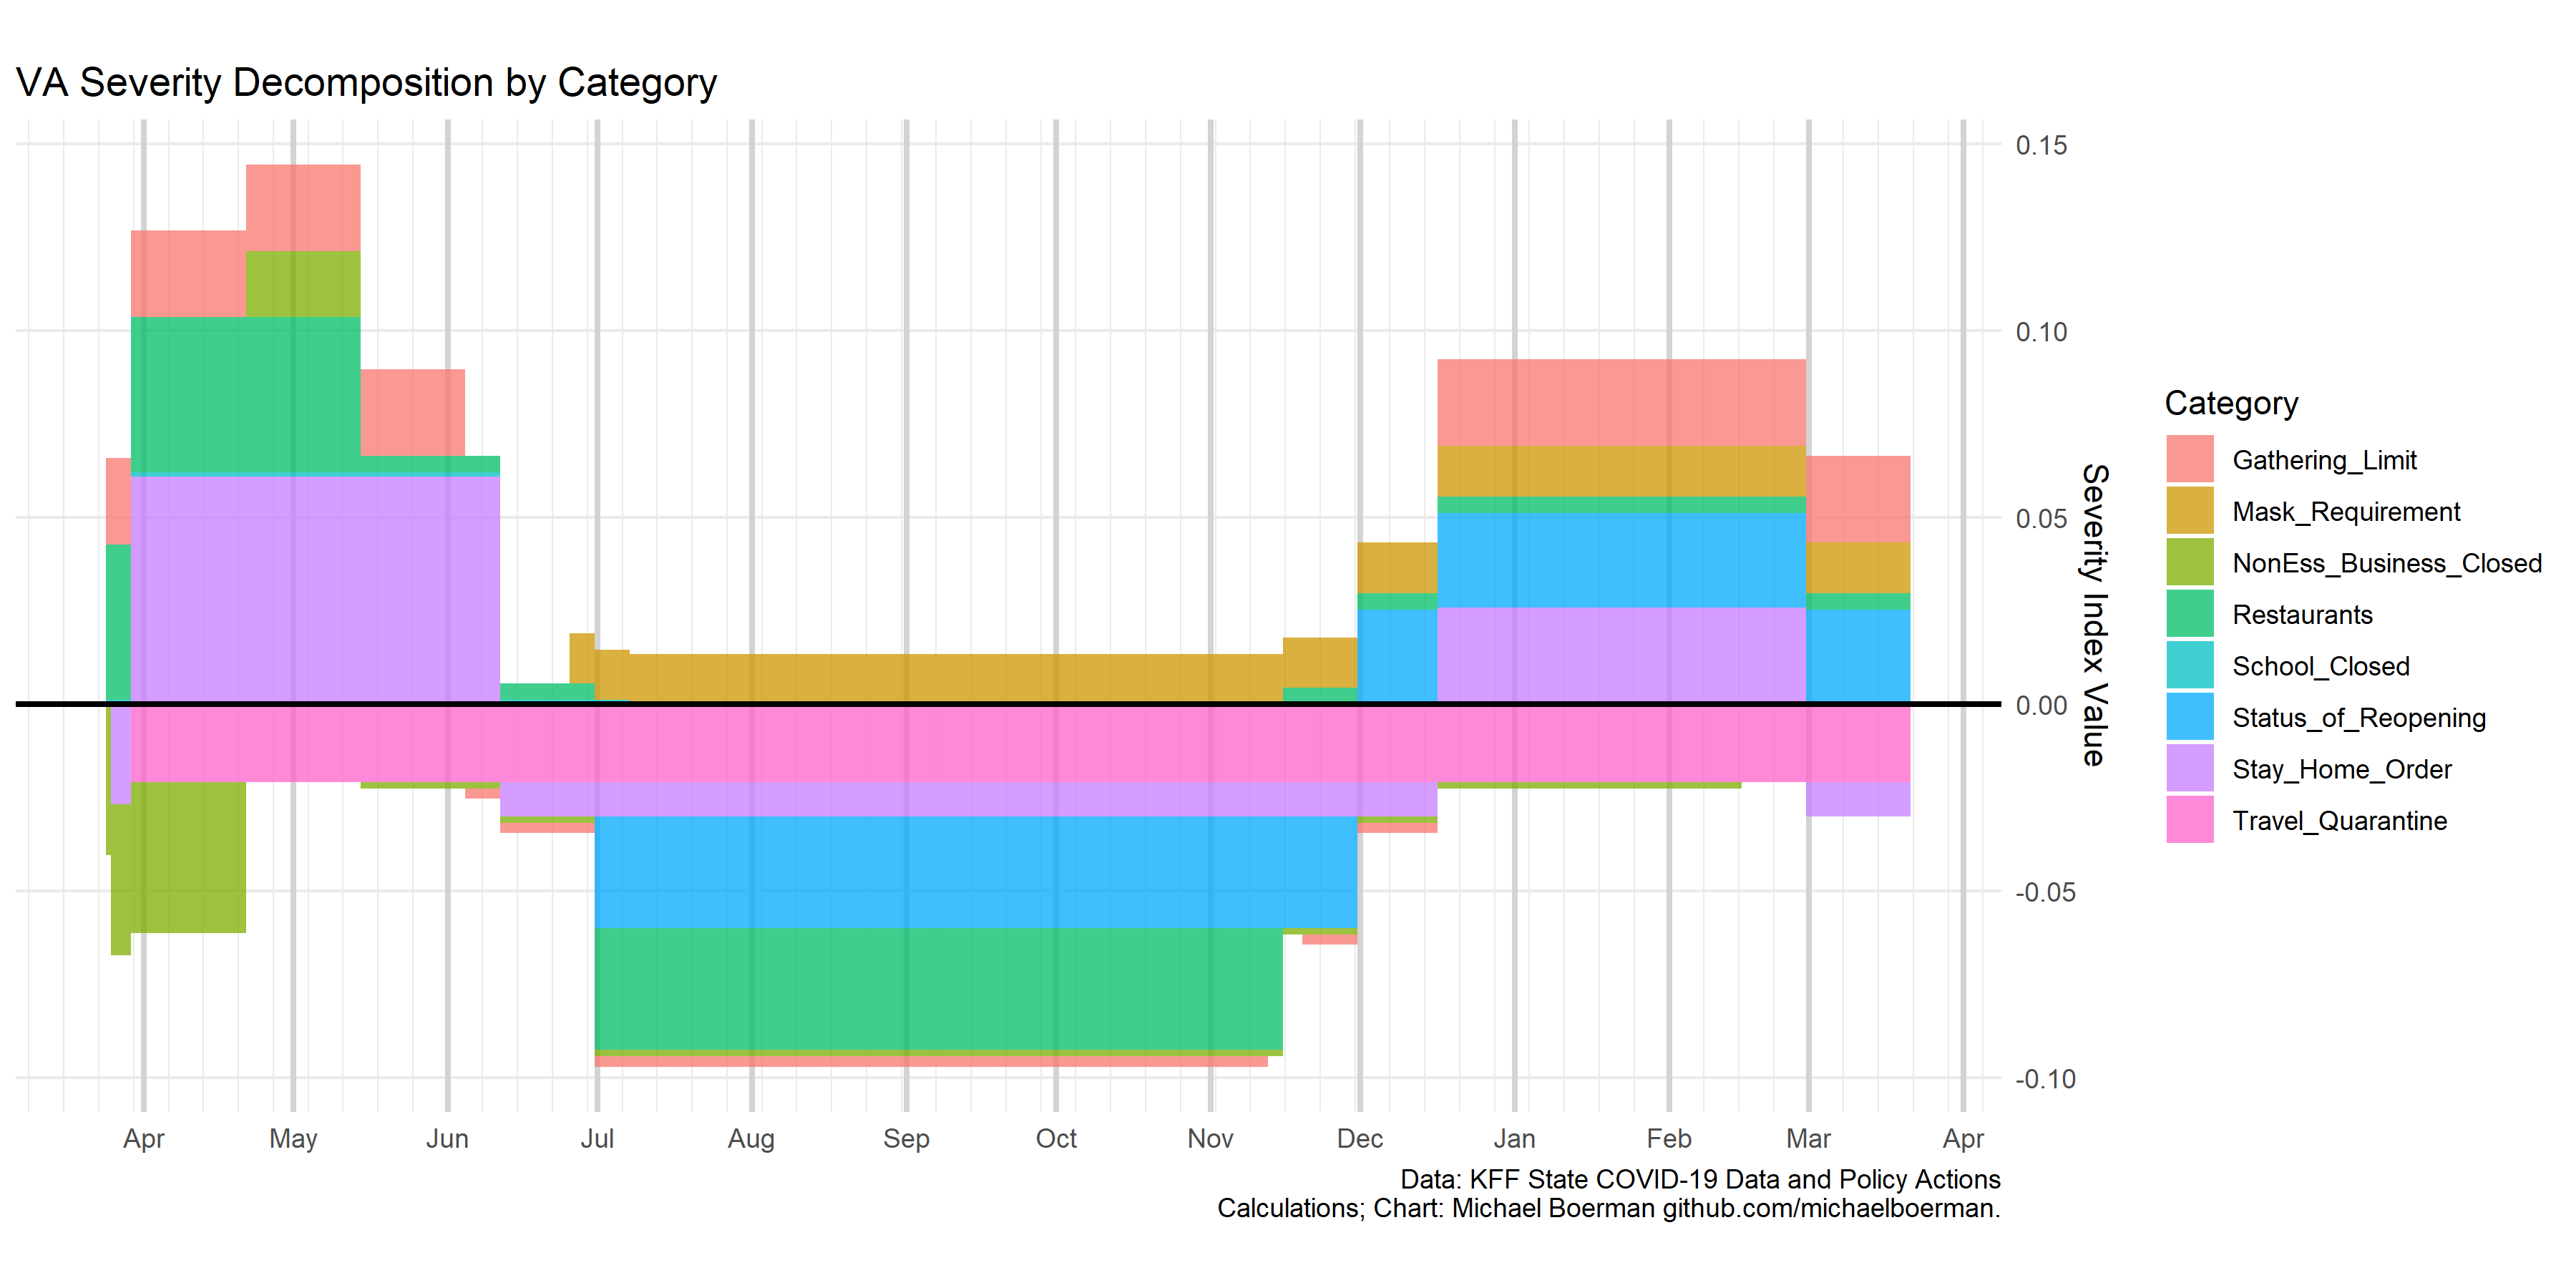 VA Severity Decomposition by Category
0.15
0.10
0.05
0.00
-0.05
-0.10
Severity Index Value
Apr May Jun Jul Aug Sep Oct Nov Dec Jan Feb Mar Apr
Category
Gathering_Limit
Mask_Requirement
NonEss_Business_Closed
Restaurants
School_Closed
Status_of_Reopening
Stay_Home_Order
Travel_Quarantine
Data: KFF State COVID-19 Data and Policy Actions
Calculations; Chart: Michael Boerman github.com/michaelboerman.